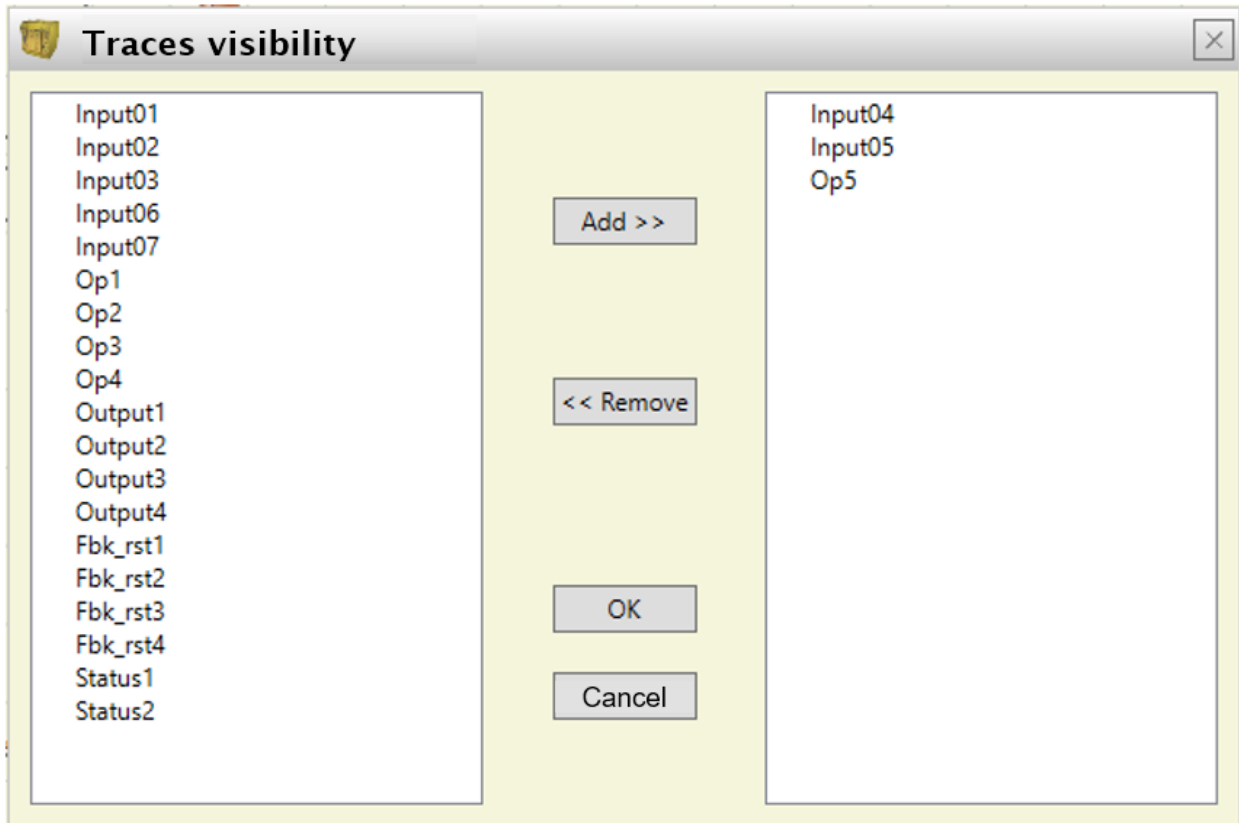 Traces visibility
Input01
Input02
Input03
Input06
Input07
Op1
Op2
Op3
Op4
Output1
Output2
Output3
Output4
Fbk_rst1
Fbk_rst2
Fbk_rst3
Fbk_rst4
Status1
Status2
Add >>
<< Remove
OK
Cancel
Input04
Input05
Op5